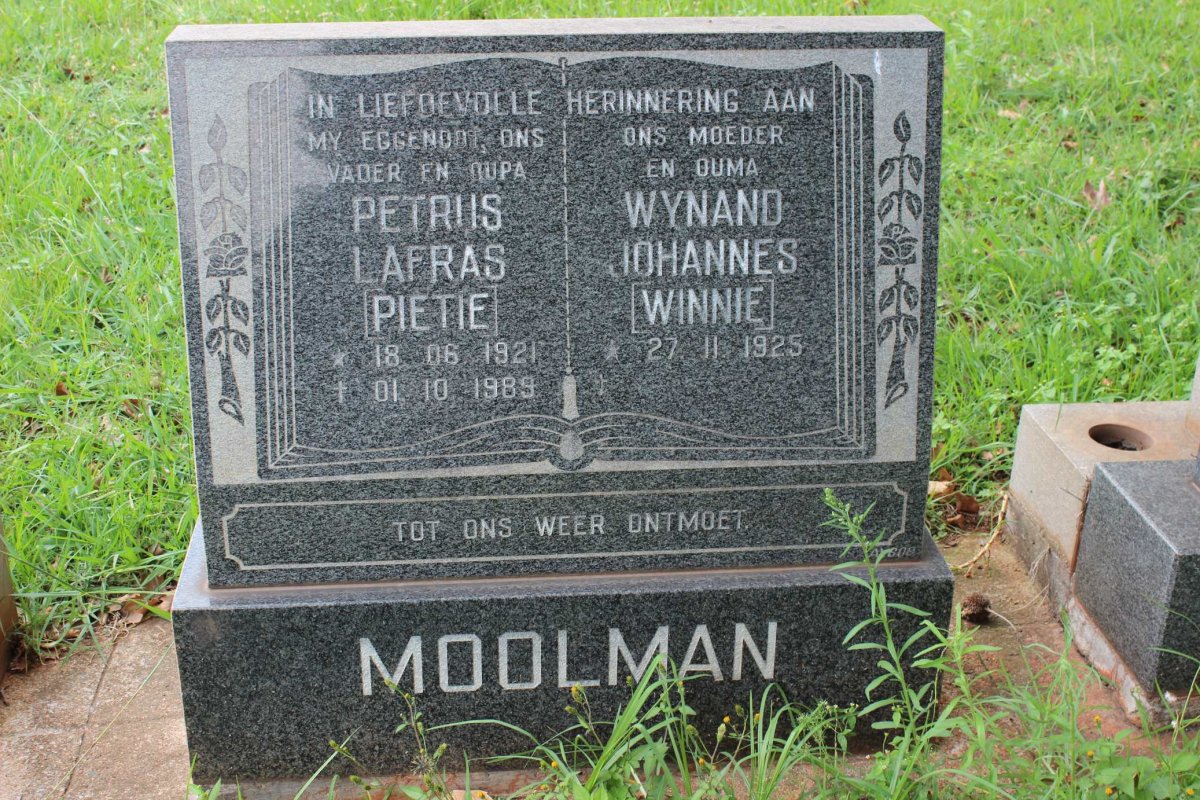 IN LIEFDEVOLLE HERINNERING AAN
MY EGGENOOT, ONS
VADER EN OUPA
PETRUS
LAFRAS
PIETIE
* 18 06 1921
† 01 10 1989
ONS MOEDER
EN OUMA
WYNAND
JOHANNES
WINNIE
* 27 11 1925
†
TOT ONS WEER ONTMOET.
MOOLMAN